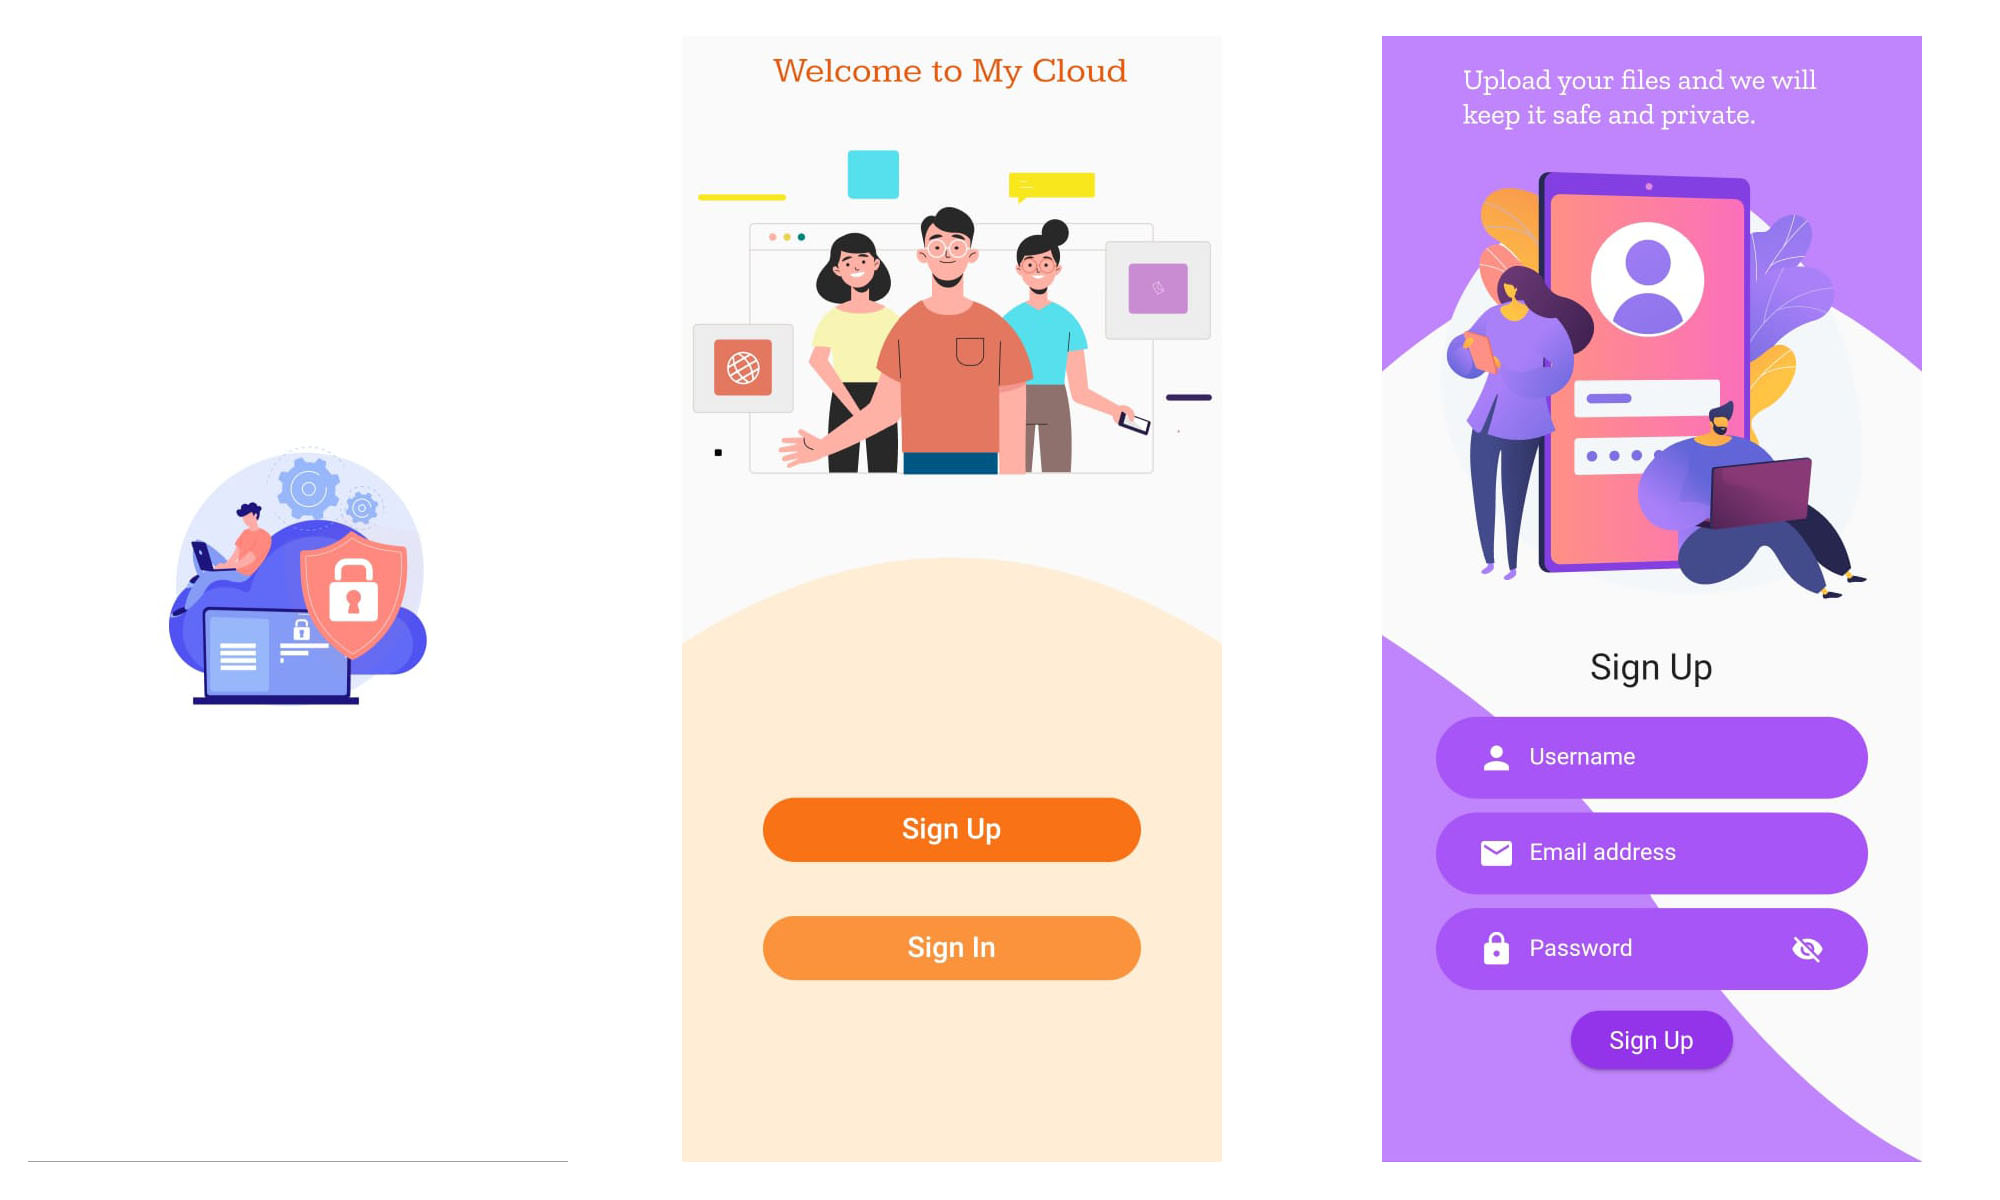 Welcome to My Cloud
Sign Up
Sign In
Upload your files and we will
keep it safe and private.
Sign Up
Username
Email address
Password
Sign Up